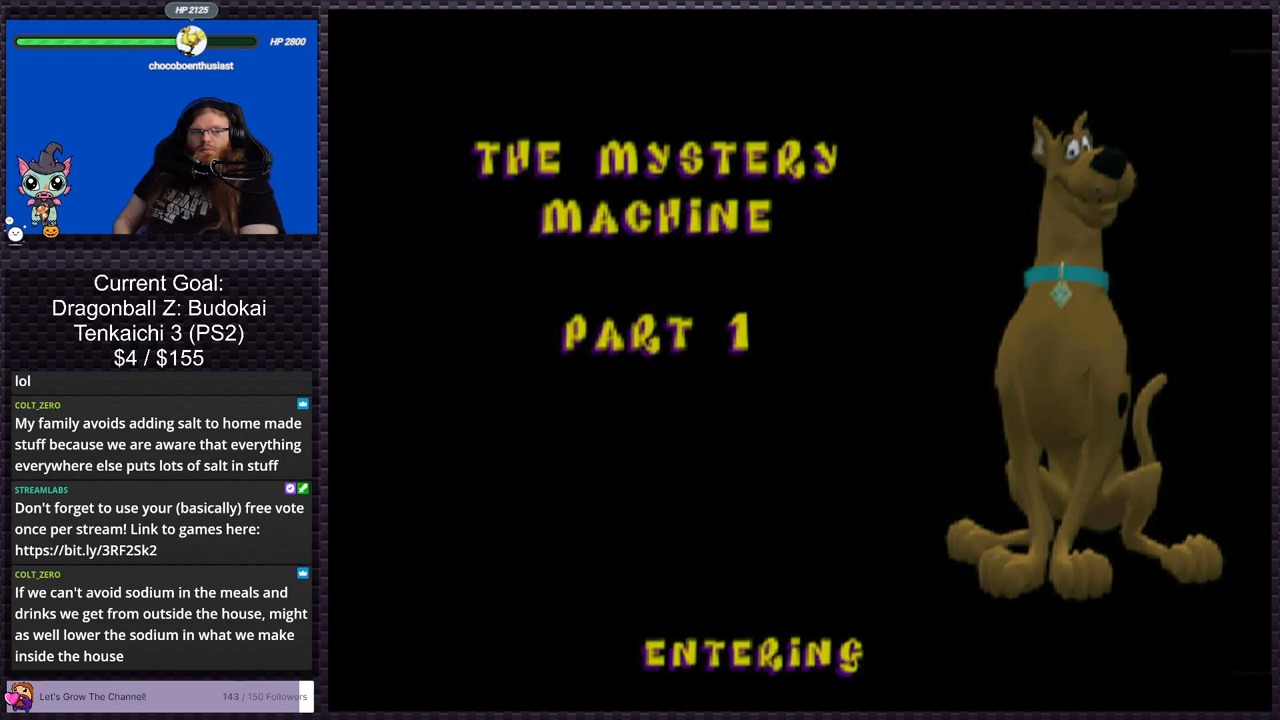 HP 2125
HP 2800
chocoboenthusiast
Current Goal:
Dragonball Z: Budokai
Tenkaichi 3 (PS2)
$4 / $155
lol
COLT_ZERO
My family avoids adding salt to home made
stuff because we are aware that everything
everywhere else puts lots of salt in stuff
STREAMLABS
Don't forget to use your (basically) free vote
once per stream! Link to games here:
https://bit.ly/3RF2Sk2
COLT_ZERO
If we can't avoid sodium in the meals and
drinks we get from outside the house, might
as well lower the sodium in what we make
inside the house
Let's Grow The Channel!
143 / 150 Followers
THE MYSTERY
MACHINE
PART 1
ENTERING